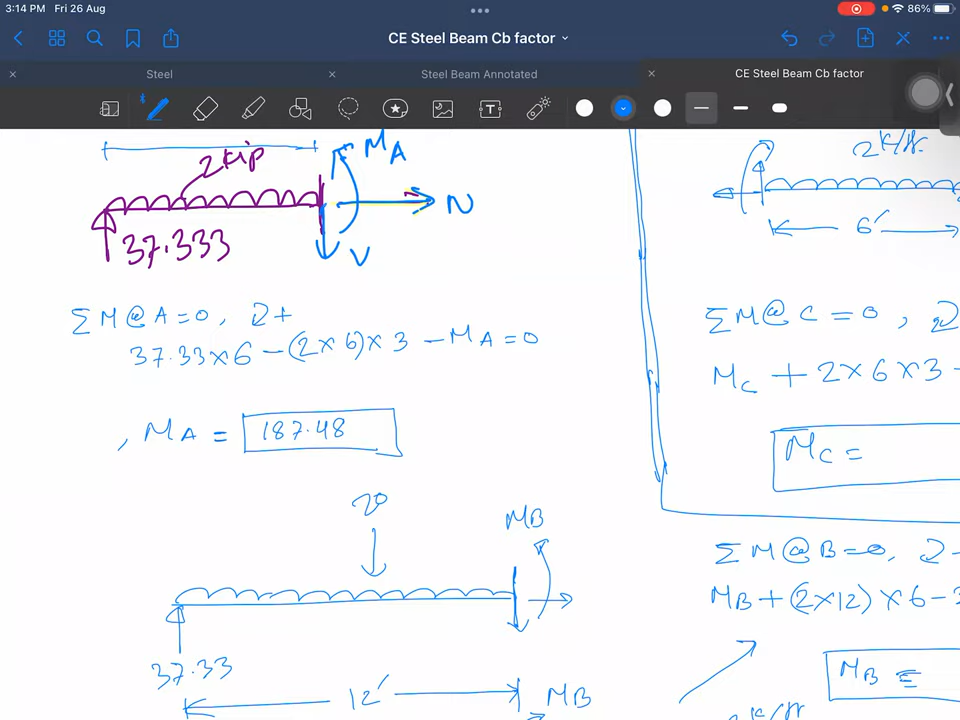 3:14 PM Fri 26 Aug
86%
CE Steel Beam Cb factor
Steel
Steel Beam Annotated
CE Steel Beam Cb factor
2kip
MA
N
37.333
V
ΣM@A=0, +
37.33×6 -(2×6)×3 -MA=0
, MA = 187.48
20
MB
37.33
12'
MB
6'
ΣM@C=0,
MC + 2×6×3
MC =
ΣM@B=0,
MB+(2×12)×6-3
MB =